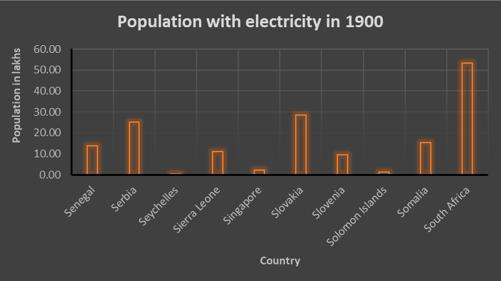 Population with electricity in 1900
Population in lakhs
60.00
50.00
40.00
30.00
20.00
10.00
0.00
Senegal
Serbia
Seychelles
Sierra Leone
Singapore
Slovakia
Slovenia
Solomon Islands
Somalia
South Africa
Country